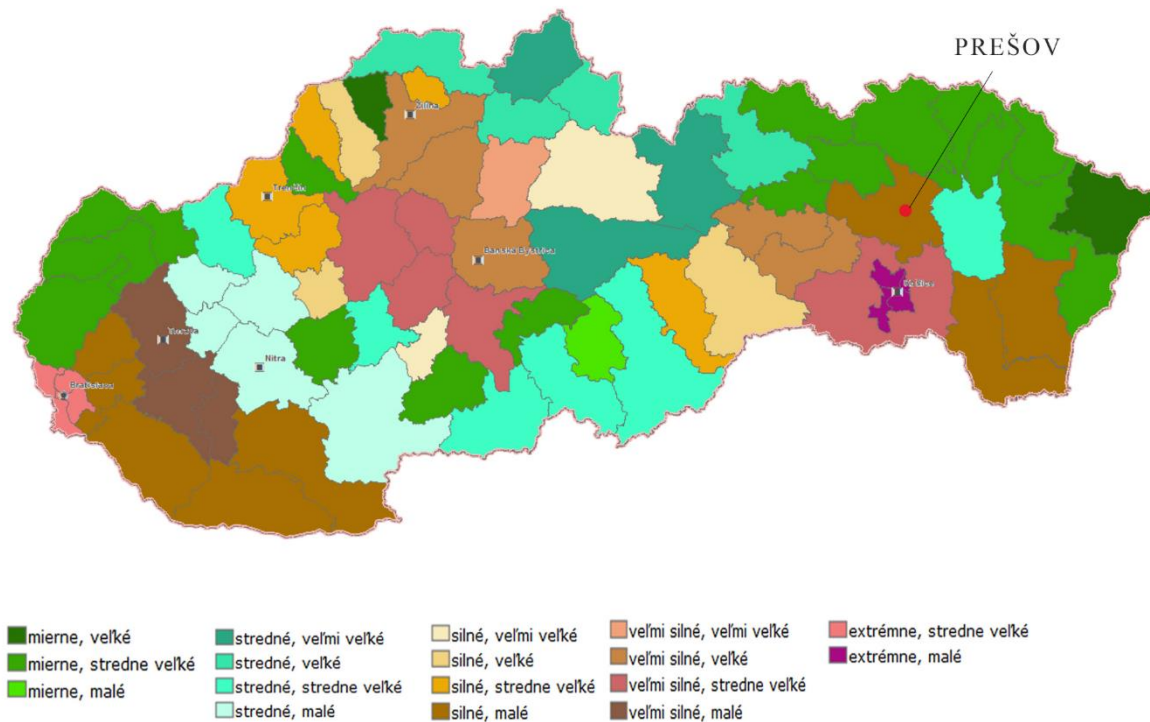 PREŠOV
Žilina
Trenčín
Banská Bystrica
Košice
Trnava
Nitra
Bratislava
mierne, veľké
mierne, stredne veľké
mierne, malé
stredné, veľmi veľké
stredné, veľké
stredné, stredne veľké
stredné, malé
silné, veľmi veľké
silné, veľké
silné, stredne veľké
silné, malé
veľmi silné, veľmi veľké
veľmi silné, veľké
veľmi silné, stredne veľké
veľmi silné, malé
extrémne, stredne veľké
extrémne, malé